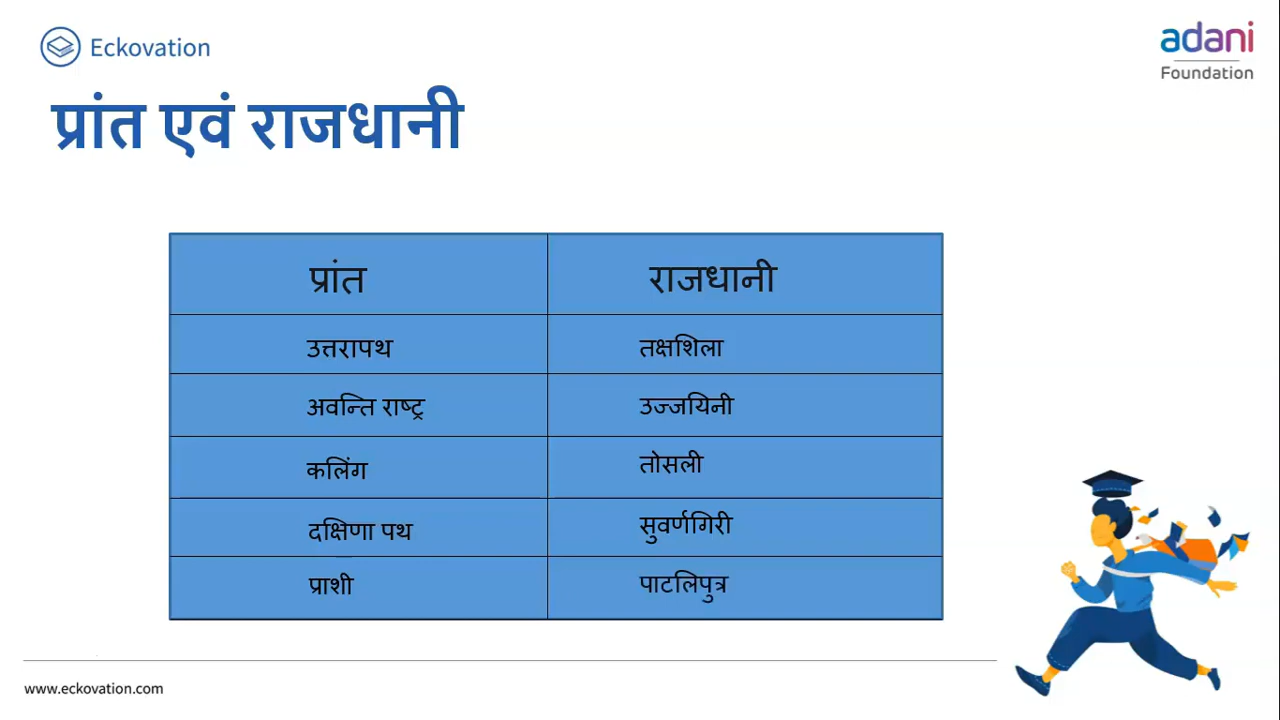 Eckovation
adani
Foundation
प्रांत एवं राजधानी
प्रांत राजधानी
उत्तरापथ तक्षशिला
अवन्ति राष्ट्र उज्जयिनी
कलिंग तोसली
दक्षिणा पथ सुवर्णगिरी
प्राशी पाटलिपुत्र
www.eckovation.com